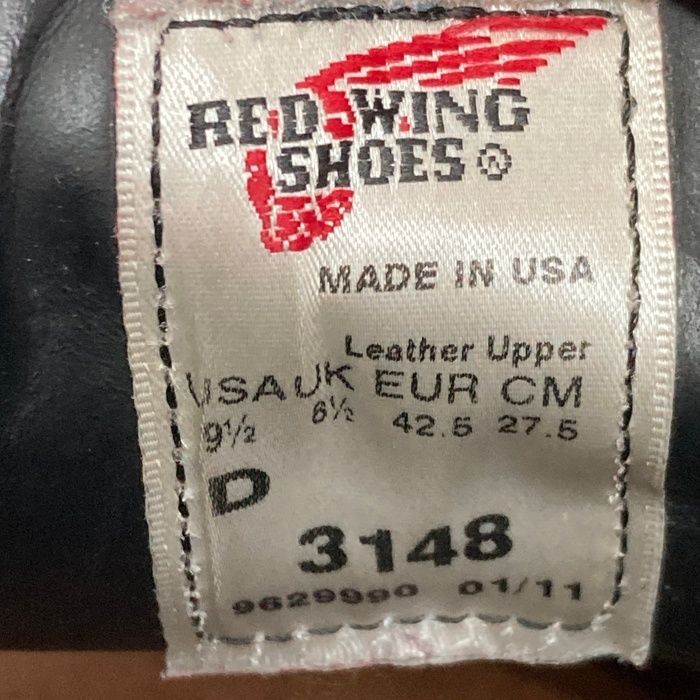 RED WING
SHOES®
MADE IN USA
Leather Upper
USA UK EUR CM
9½ 8½ 42.5 27.5
D
3148
9629990 01/11